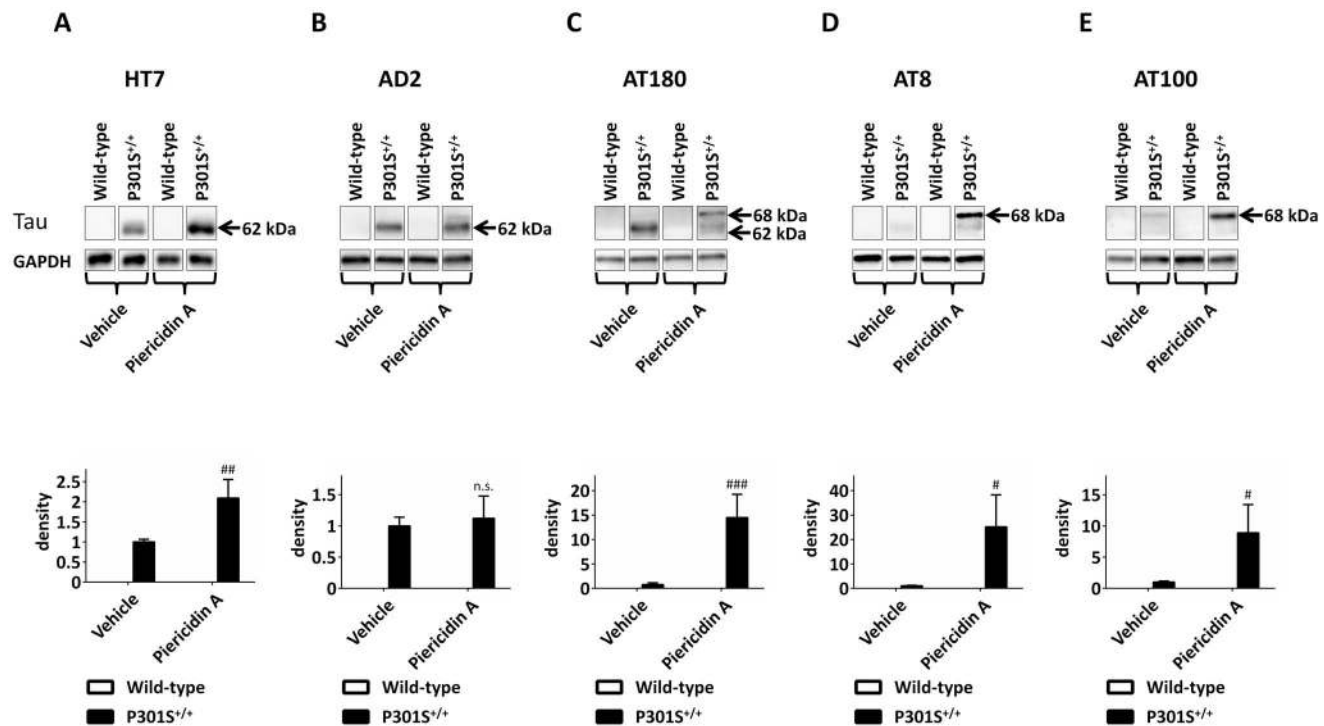 A B C D E
HT7 AD2 AT180 AT8 AT100
Wild-type P301S+/+ Wild-type P301S+/+ Wild-type P301S+/+ Wild-type P301S+/+ Wild-type P301S+/+ Wild-type P301S+/+ Wild-type P301S+/+ Wild-type P301S+/+ Wild-type P301S+/+ Wild-type P301S+/+
68 kDa 68 kDa 68 kDa
Tau 62 kDa 62 kDa 62 kDa
GAPDH
Vehicle Piericidin A Vehicle Piericidin A Vehicle Piericidin A Vehicle Piericidin A Vehicle Piericidin A
density 2.5 2 1.5 1 0.5 0 ##
Vehicle Piericidin A
Wild-type
P301S+/+
density 1.5 1 0.5 0 n.s.
Vehicle Piericidin A
Wild-type
P301S+/+
density 20 15 10 5 0 ###
Vehicle Piericidin A
Wild-type
P301S+/+
density 40 30 20 10 0 #
Vehicle Piericidin A
Wild-type
P301S+/+
density 15 10 5 0 #
Vehicle Piericidin A
Wild-type
P301S+/+